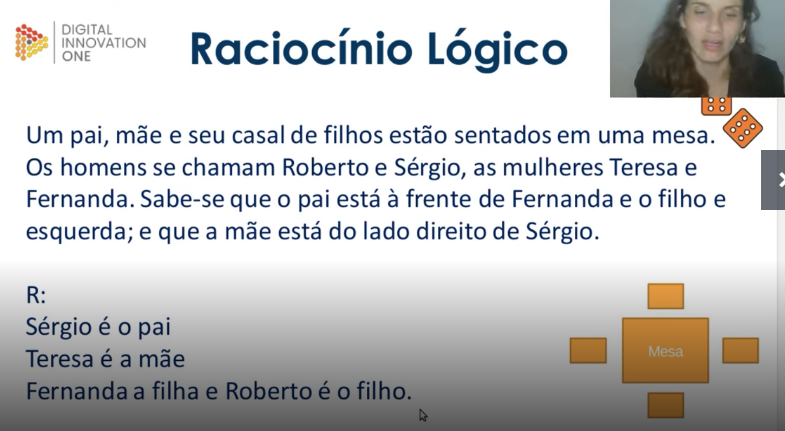 DIGITAL
INNOVATION
ONE
Raciocínio Lógico
Um pai, mãe e seu casal de filhos estão sentados em uma mesa.
Os homens se chamam Roberto e Sérgio, as mulheres Teresa e
Fernanda. Sabe-se que o pai está à frente de Fernanda e o filho e
esquerda; e que a mãe está do lado direito de Sérgio.
R:
Sérgio é o pai
Teresa é a mãe
Fernanda a filha e Roberto é o filho.
Mesa